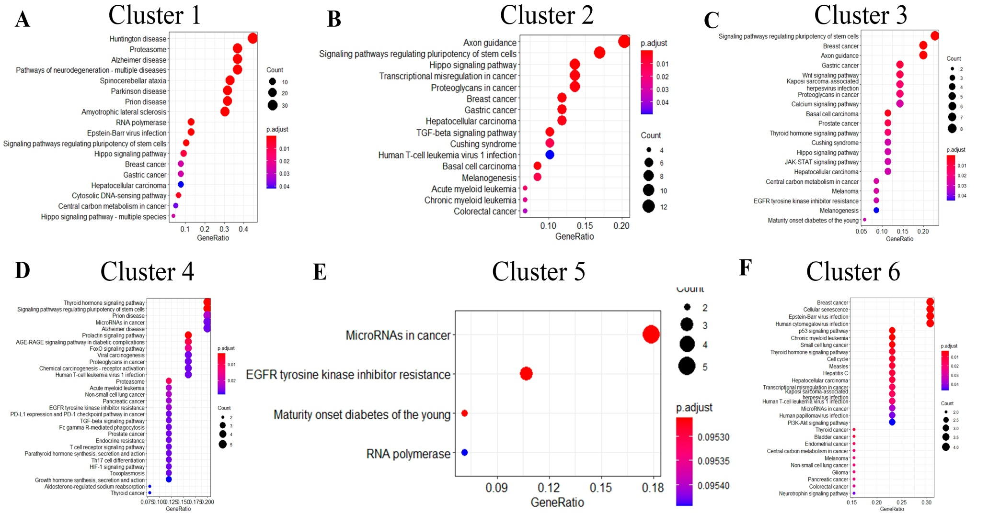 A
Cluster 1
Huntington disease
Proteasome
Alzheimer disease
Pathways of neurodegeneration - multiple diseases
Spinocerebellar ataxia
Parkinson disease
Prion disease
Amyotrophic lateral sclerosis
RNA polymerase
Epstein-Barr virus infection
Signaling pathways regulating pluripotency of stem cells
Hippo signaling pathway
Breast cancer
Gastric cancer
Hepatocellular carcinoma
Cytosolic DNA-sensing pathway
Central carbon metabolism in cancer
Hippo signaling pathway - multiple species
0.1 0.2 0.3 0.4
GeneRatio
Count
10
20
30
p.adjust
0.01
0.02
0.03
0.04
B
Cluster 2
Axon guidance
Signaling pathways regulating pluripotency of stem cells
Hippo signaling pathway
Transcriptional misregulation in cancer
Proteoglycans in cancer
Breast cancer
Gastric cancer
Hepatocellular carcinoma
TGF-beta signaling pathway
Cushing syndrome
Human T-cell leukemia virus 1 infection
Basal cell carcinoma
Melanogenesis
Acute myeloid leukemia
Chronic myeloid leukemia
Colorectal cancer
0.10 0.15 0.20
GeneRatio
p.adjust
0.01
0.02
0.03
0.04
Count
4
6
8
10
12
C
Cluster 3
Signaling pathways regulating pluripotency of stem cells
Breast cancer
Axon guidance
Gastric cancer
Wnt signaling pathway
Kaposi sarcoma-associated
herpesvirus infection
Proteoglycans in cancer
Calcium signaling pathway
Basal cell carcinoma
Prostate cancer
Thyroid hormone signaling pathway
Cushing syndrome
Hippo signaling pathway
JAK-STAT signaling pathway
Hepatocellular carcinoma
Central carbon metabolism in cancer
Melanoma
EGFR tyrosine kinase inhibitor resistance
Melanogenesis
Maturity onset diabetes of the young
0.05 0.10 0.15 0.20
GeneRatio
Count
2
3
4
5
6
7
8
p.adjust
0.01
0.02
0.03
0.04
D
Cluster 4
Thyroid hormone signaling pathway
Signaling pathways regulating pluripotency of stem cells
Prion disease
MicroRNAs in cancer
Alzheimer disease
Prolactin signaling pathway
AGE-RAGE signaling pathway in diabetic complications
FoxO signaling pathway
Viral carcinogenesis
Proteoglycans in cancer
Chemical carcinogenesis - receptor activation
Human T-cell leukemia virus 1 infection
Proteasome
Acute myeloid leukemia
Non-small cell lung cancer
Pancreatic cancer
EGFR tyrosine kinase inhibitor resistance
PD-L1 expression and PD-1 checkpoint pathway in cancer
TGF-beta signaling pathway
Fc gamma R-mediated phagocytosis
Prostate cancer
Endocrine resistance
T cell receptor signaling pathway
Parathyroid hormone synthesis, secretion and action
Th17 cell differentiation
HIF-1 signaling pathway
Toxoplasmosis
Growth hormone synthesis, secretion and action
Aldosterone-regulated sodium reabsorption
Thyroid cancer
0.075 0.100 0.125 0.150 0.175 0.200
GeneRatio
p.adjust
0.01
0.02
Count
2
3
4
5
E
Cluster 5
MicroRNAs in cancer
EGFR tyrosine kinase inhibitor resistance
Maturity onset diabetes of the young
RNA polymerase
0.09 0.12 0.15 0.18
GeneRatio
Count
2
3
4
5
p.adjust
0.09530
0.09535
0.09540
F
Cluster 6
Breast cancer
Cellular senescence
Epstein-Barr virus infection
Human cytomegalovirus infection
p53 signaling pathway
Chronic myeloid leukemia
Small cell lung cancer
Thyroid hormone signaling pathway
Cell cycle
Measles
Hepatitis C
Hepatocellular carcinoma
Transcriptional misregulation in cancer
Kaposi sarcoma-associated
herpesvirus infection
Human T-cell leukemia virus 1 infection
MicroRNAs in cancer
Human papillomavirus infection
PI3K-Akt signaling pathway
Thyroid cancer
Bladder cancer
Endometrial cancer
Central carbon metabolism in cancer
Melanoma
Non-small cell lung cancer
Glioma
Pancreatic cancer
Colorectal cancer
Neurotrophin signaling pathway
0.15 0.20 0.25 0.30
GeneRatio
p.adjust
0.01
0.02
0.03
0.04
Count
2.0
2.5
3.0
3.5
4.0